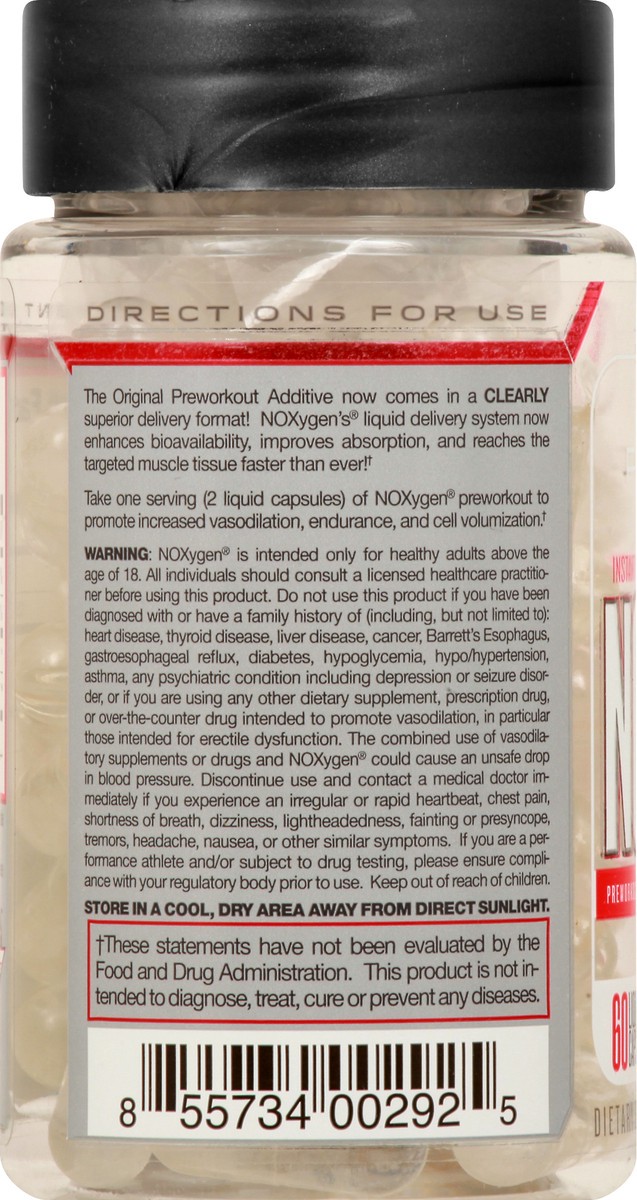 DIRECTIONS FOR USE
The Original Preworkout Additive now comes in a CLEARLY
superior delivery format! NOXygen's® liquid delivery system now
enhances bioavailability, improves absorption, and reaches the
targeted muscle tissue faster than ever!†
Take one serving (2 liquid capsules) of NOXygen® preworkout to
promote increased vasodilation, endurance, and cell volumization.†
WARNING: NOXygen® is intended only for healthy adults above the
age of 18. All individuals should consult a licensed healthcare practitio-
ner before using this product. Do not use this product if you have been
diagnosed with or have a family history of (including, but not limited to):
heart disease, thyroid disease, liver disease, cancer, Barrett's Esophagus,
gastroesophageal reflux, diabetes, hypoglycemia, hypo/hypertension,
asthma, any psychiatric condition including depression or seizure disor-
der, or if you are using any other dietary supplement, prescription drug,
or over-the-counter drug intended to promote vasodilation, in particular
those intended for erectile dysfunction. The combined use of vasodila-
tory supplements or drugs and NOXygen® could cause an unsafe drop
in blood pressure. Discontinue use and contact a medical doctor im-
mediately if you experience an irregular or rapid heartbeat, chest pain,
shortness of breath, dizziness, lightheadedness, fainting or presyncope,
tremors, headache, nausea, or other similar symptoms. If you are a per-
formance athlete and/or subject to drug testing, please ensure compli-
ance with your regulatory body prior to use. Keep out of reach of children.
STORE IN A COOL, DRY AREA AWAY FROM DIRECT SUNLIGHT.
†These statements have not been evaluated by the
Food and Drug Administration. This product is not in-
tended to diagnose, treat, cure or prevent any diseases.
8 55734 00292 5
60